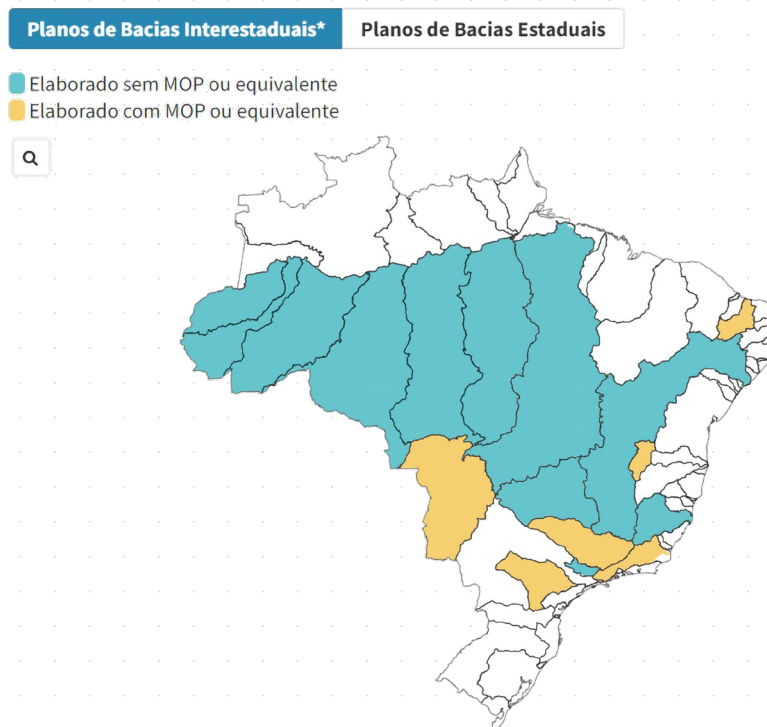 Planos de Bacias Interestaduais* Planos de Bacias Estaduais
Elaborado sem MOP ou equivalente
Elaborado com MOP ou equivalente